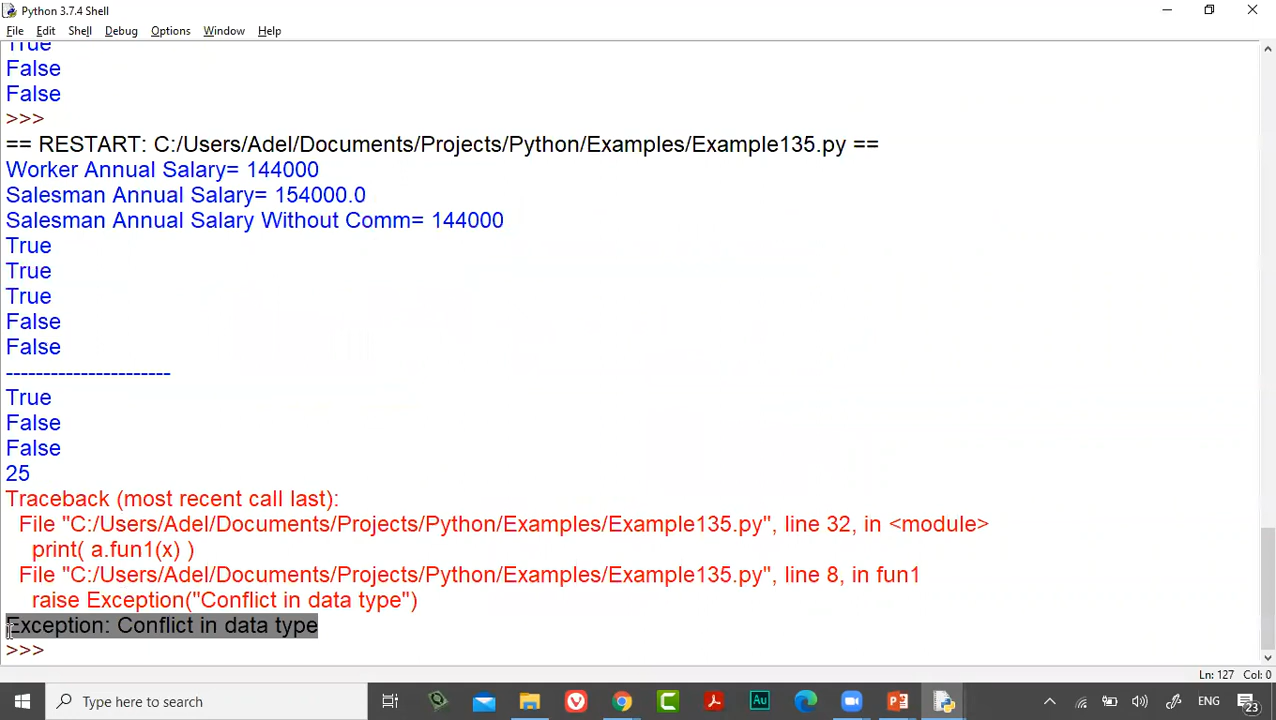 Python 3.7.4 Shell
File Edit Shell Debug Options Window Help
True
False
False
>>>
== RESTART: C:/Users/Adel/Documents/Projects/Python/Examples/Example135.py ==
Worker Annual Salary= 144000
Salesman Annual Salary= 154000.0
Salesman Annual Salary Without Comm= 144000
True
True
True
False
False
----------------------
True
False
False
25
Traceback (most recent call last):
File "C:/Users/Adel/Documents/Projects/Python/Examples/Example135.py", line 32, in <module>
print( a.fun1(x) )
File "C:/Users/Adel/Documents/Projects/Python/Examples/Example135.py", line 8, in fun1
raise Exception("Conflict in data type")
Exception: Conflict in data type
>>>
Ln: 127 Col: 0
Type here to search
Au
ENG
23